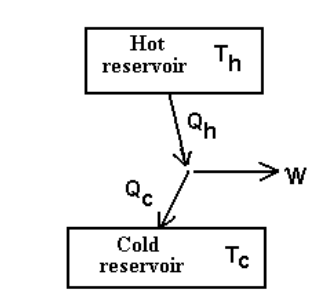 Hot
reservoir
Th
Qh
W
Qc
Cold
reservoir
Tc